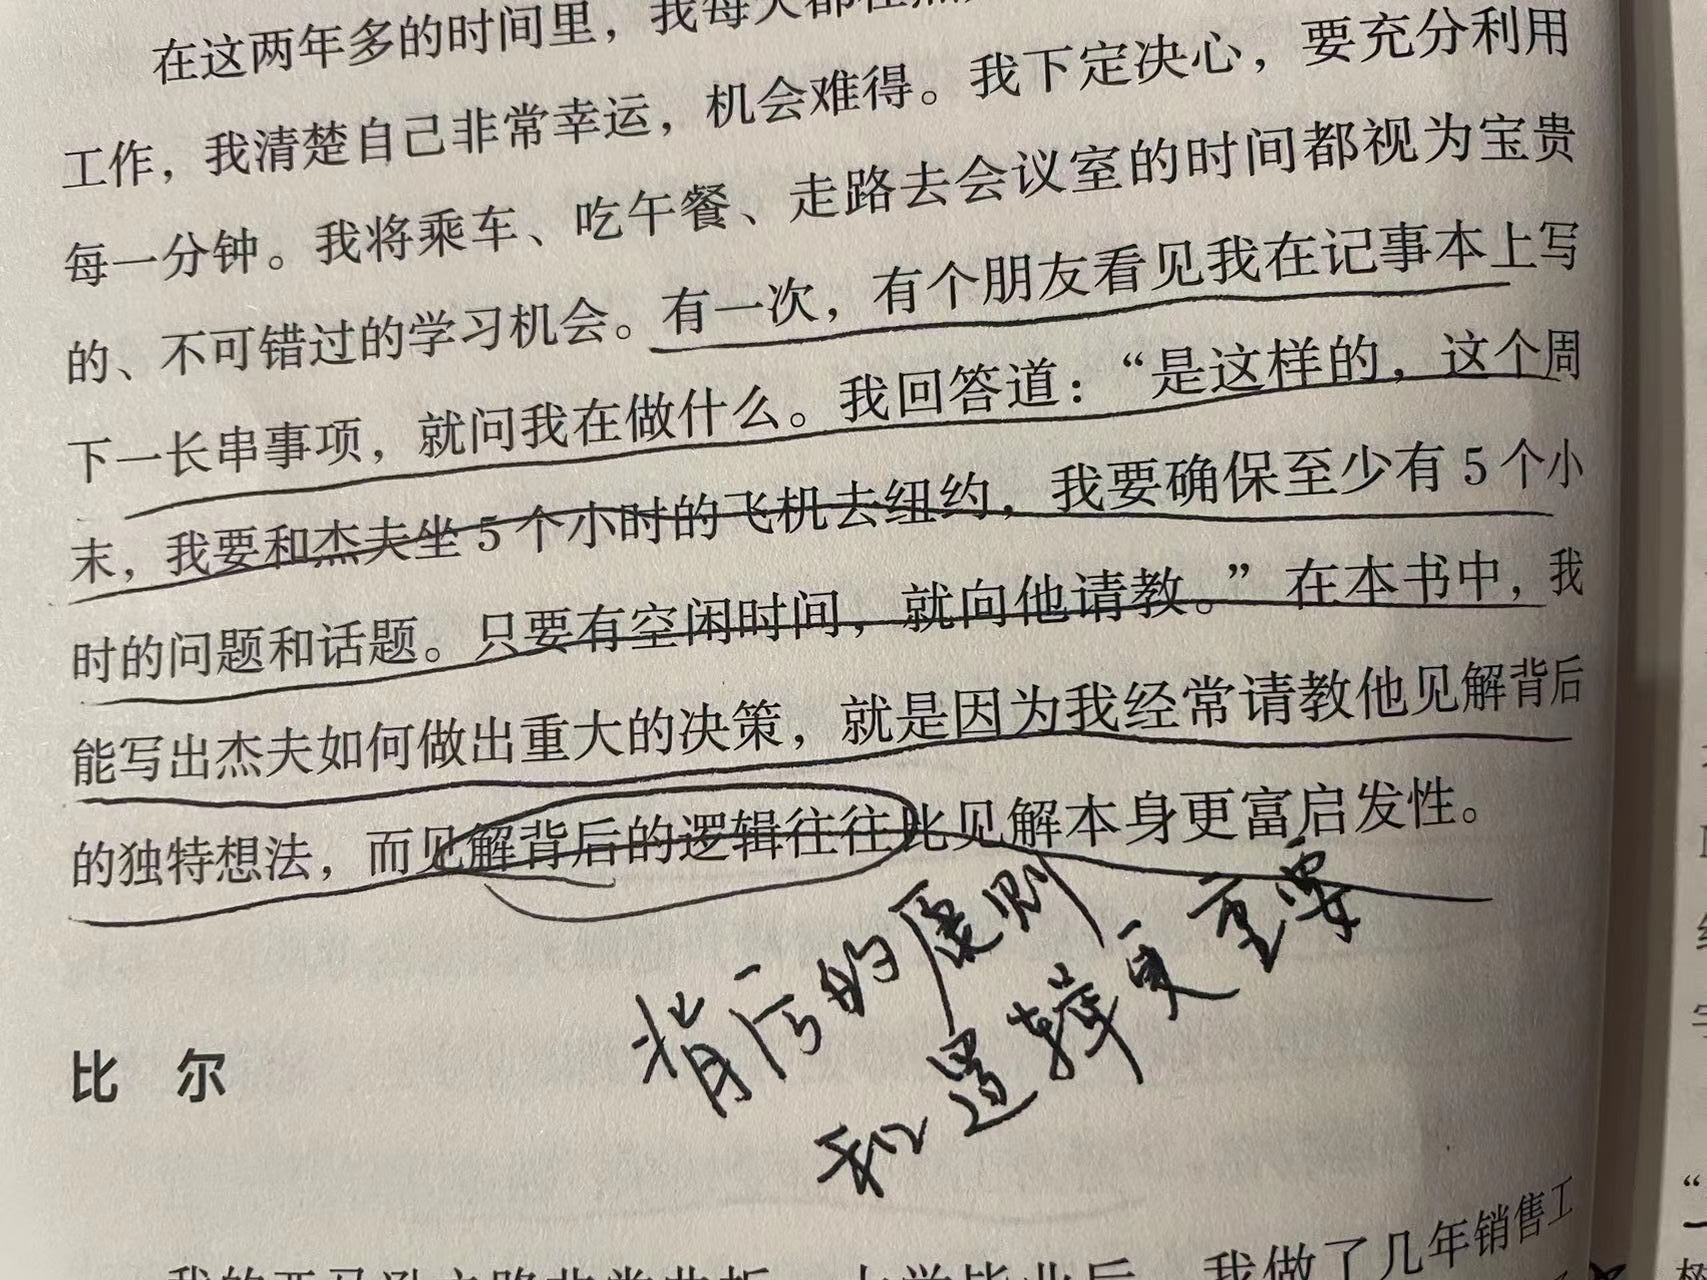 在这两年多的时间里，我每天都在
工作，我清楚自己非常幸运，机会难得。我下定决心，要充分利用
每一分钟。我将乘车、吃午餐、走路去会议室的时间都视为宝贵
的、不可错过的学习机会。有一次，有个朋友看见我在记事本上写
下一长串事项，就问我在做什么。我回答道：“是这样的，这个周
末，我要和杰夫坐 5 个小时的飞机去纽约，我要确保至少有 5 个小
时的问题和话题。只要有空闲时间，就向他请教。”在本书中，我
能写出杰夫如何做出重大的决策，就是因为我经常请教他见解背后
的独特想法，而见解背后的逻辑往往比见解本身更富启发性。
背后的原则
和逻辑更重要
比 尔
我的亚马逊之路非常曲折。大学毕业后，我做了几年销售工